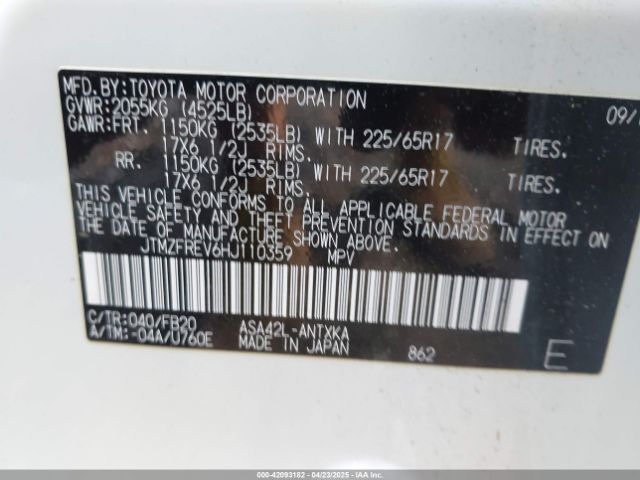 MFD.BY:TOYOTA MOTOR CORPORATION 09/
GVWR:2055KG (4525LB)
GAWR:FRT. 1150KG (2535LB) WITH 225/65R17 TIRES.
17X6 1/2J RIMS.
RR. 1150KG (2535LB) WITH 225/65R17 TIRES.
17X6 1/2J RIMS.
THIS VEHICLE CONFORMS TO ALL APPLICABLE FEDERAL MOTOR
VEHICLE SAFETY AND THEFT PREVENTION STANDARDS IN EFFECT ON
THE DATE OF MANUFACTURE SHOWN ABOVE.
JTMZFREV6HJ110359 MPV
C/TR:040/FB20 ASA42L-ANTXKA
A/TM:-04A/U760E MADE IN JAPAN 862 E
000-42093182 - 04/23/2025 - IAAI.com